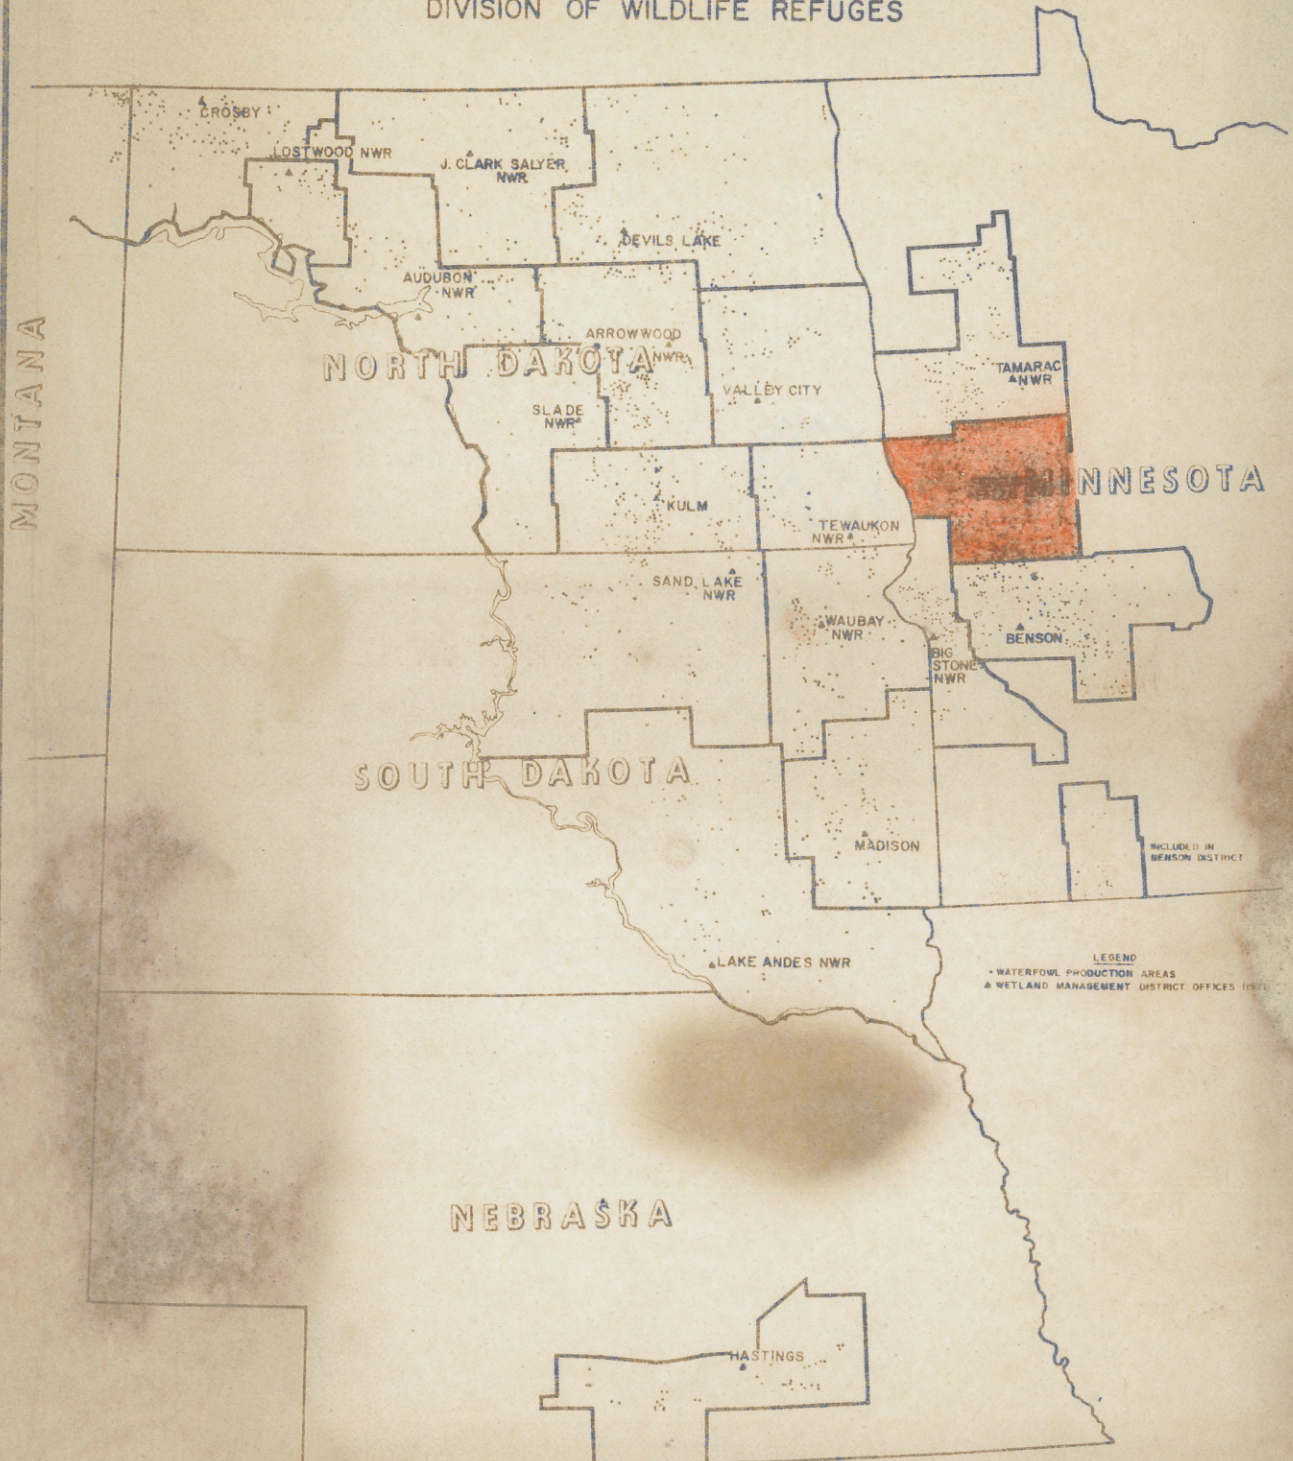 DIVISION OF WILDLIFE REFUGES
CROSBY
LOSTWOOD NWR
J. CLARK SALYER
NWR
DEVILS LAKE
AUDUBON
NWR
ARROWWOOD
NWR
MONTANA
NORTH DAKOTA
TAMARAC
NWR
VALLEY CITY
SLADE
NWR
MINNESOTA
KULM
TEWAUKON
NWR
SAND LAKE
NWR
WAUBAY
NWR
BENSON
BIG
STONE
NWR
SOUTH DAKOTA
MADISON
INCLUDED IN
BENSON DISTRICT
LAKE ANDES NWR
LEGEND
WATERFOWL PRODUCTION AREAS
WETLAND MANAGEMENT DISTRICT OFFICES
NEBRASKA
HASTINGS